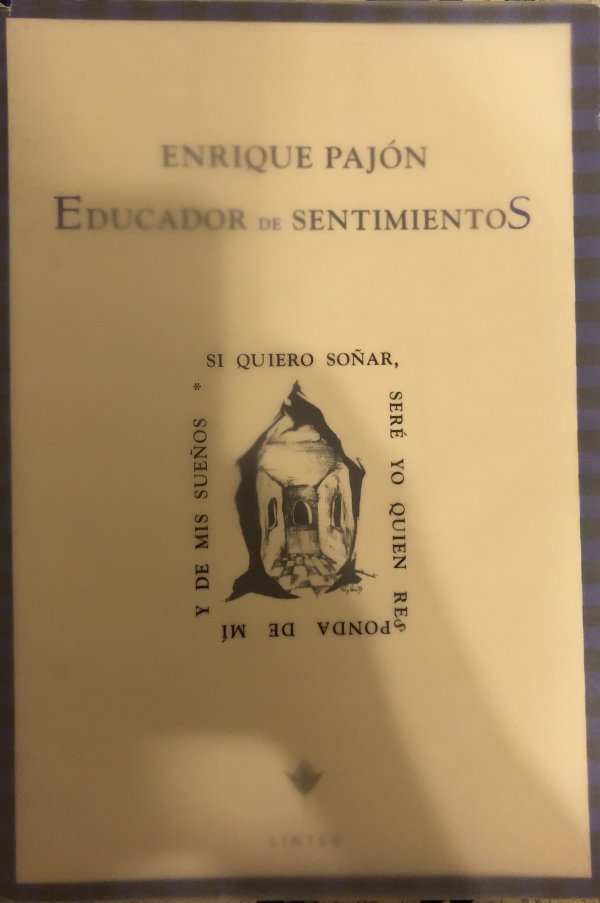 ENRIQUE PAJÓN
EDUCADOR DE SENTIMIENTOS
SI QUIERO SOÑAR,
SERÉ YO QUIEN RES
PONDA DE MÍ
Y DE MIS SUEÑOS *
LINTEO